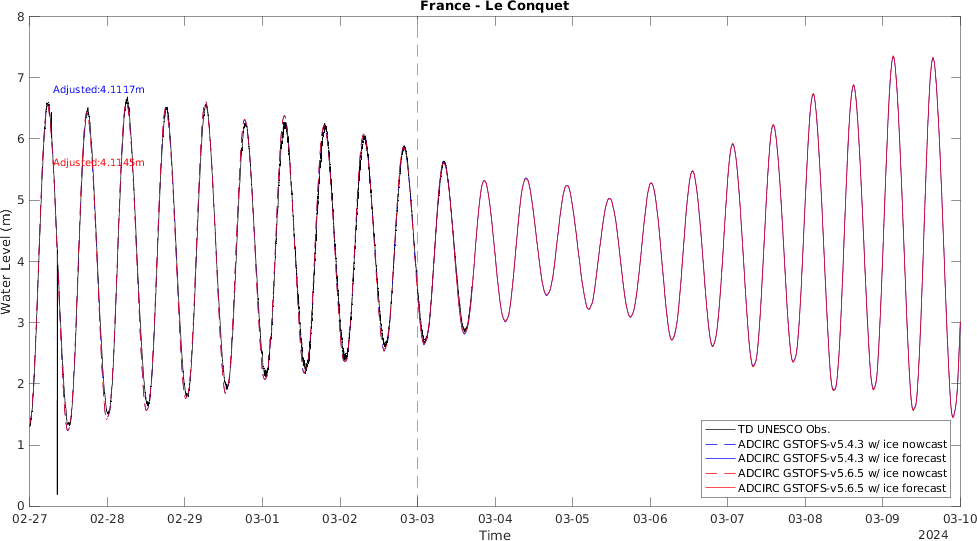 France - Le Conquet
8
7
6
5
4
3
2
1
0
Water Level (m)
Adjusted:4.1117m
Adjusted:4.1145m
TD UNESCO Obs.
ADCIRC GSTOFS-v5.4.3 w/ ice nowcast
ADCIRC GSTOFS-v5.4.3 w/ ice forecast
ADCIRC GSTOFS-v5.6.5 w/ ice nowcast
ADCIRC GSTOFS-v5.6.5 w/ ice forecast
02-27 02-28 02-29 03-01 03-02 03-03 03-04 03-05 03-06 03-07 03-08 03-09 03-10
Time
2024